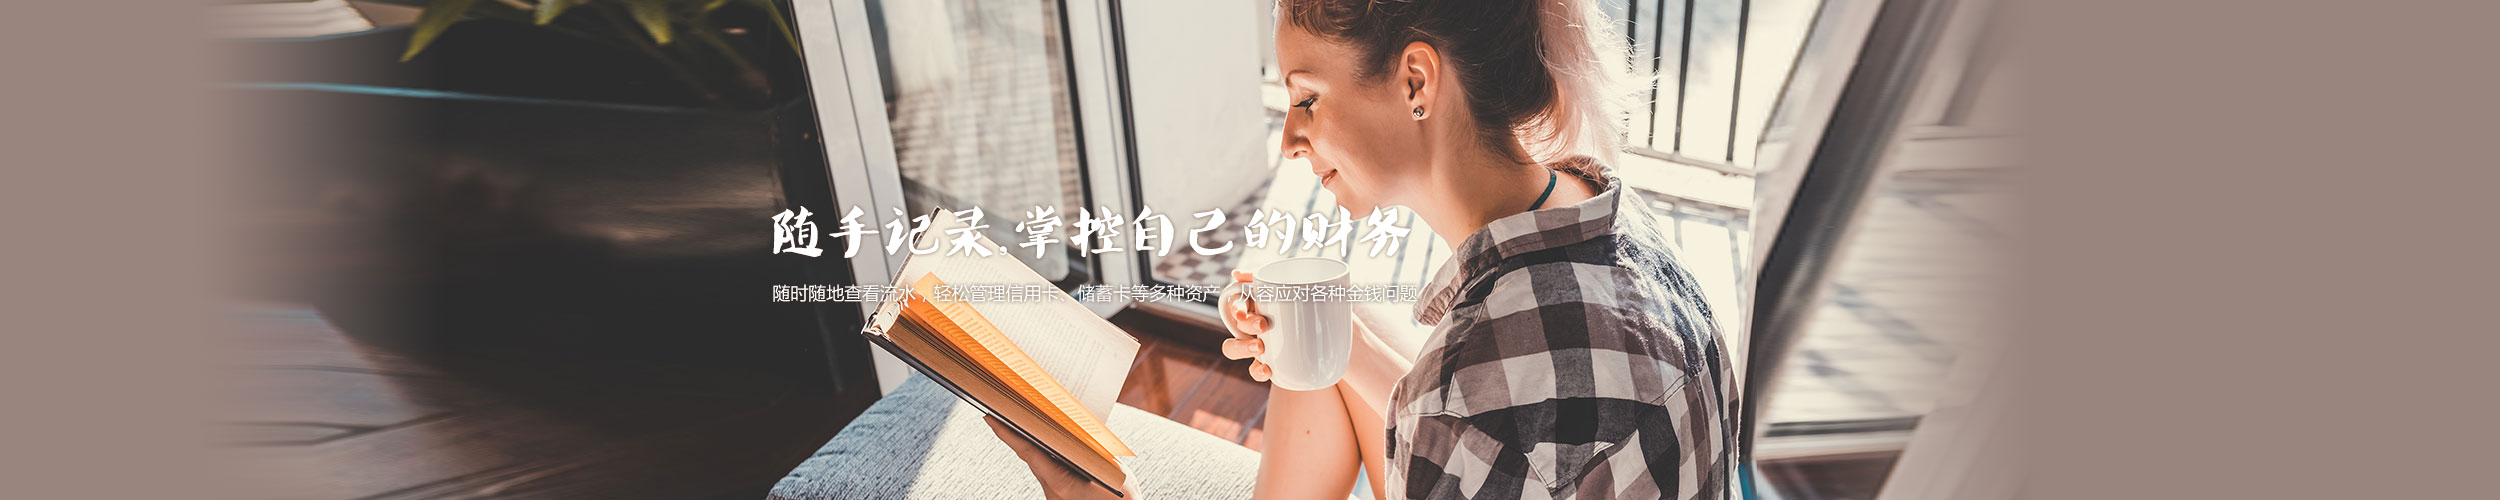 随手记录,掌控自己的财务
随时随地查看流水，轻松管理信用卡、储蓄卡等多种资产，从容应对各种金钱问题